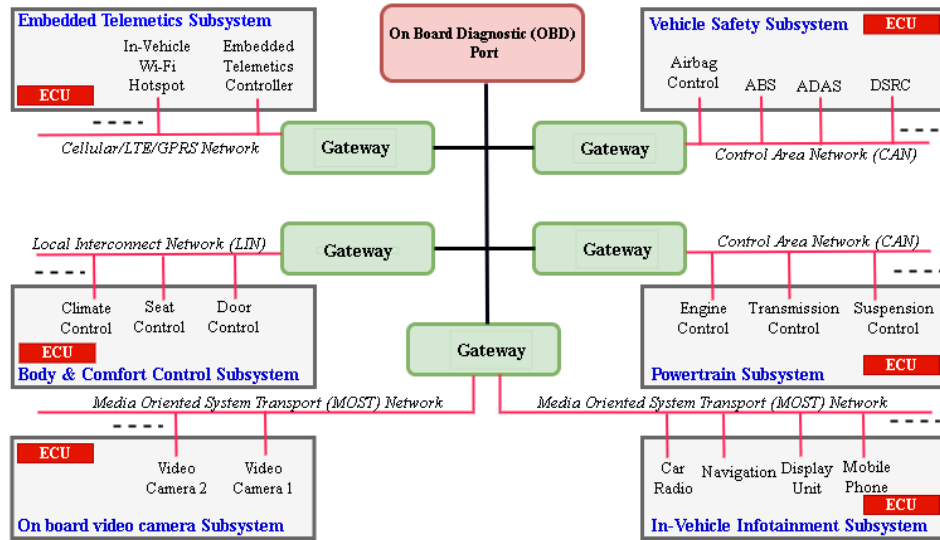 Embedded Telemetics Subsystem
In-Vehicle
Wi-Fi
Hotspot
Embedded
Telemetics
Controller
ECU
Cellular/LTE/GPRS Network
On Board Diagnostic (OBD)
Port
Vehicle Safety Subsystem
ECU
Airbag
Control
ABS
ADAS
DSRC
Control Area Network (CAN)
Gateway
Gateway
Local Interconnect Network (LIN)
Gateway
Gateway
Control Area Network (CAN)
Climate
Control
Seat
Control
Door
Control
ECU
Body & Comfort Control Subsystem
Engine
Control
Transmission
Control
Suspension
Control
ECU
Powertrain Subsystem
Gateway
Media Oriented System Transport (MOST) Network
Media Oriented System Transport (MOST) Network
ECU
Video
Camera 2
Video
Camera 1
On board video camera Subsystem
Car
Radio
Navigation
Display
Unit
Mobile
Phone
ECU
In-Vehicle Infotainment Subsystem